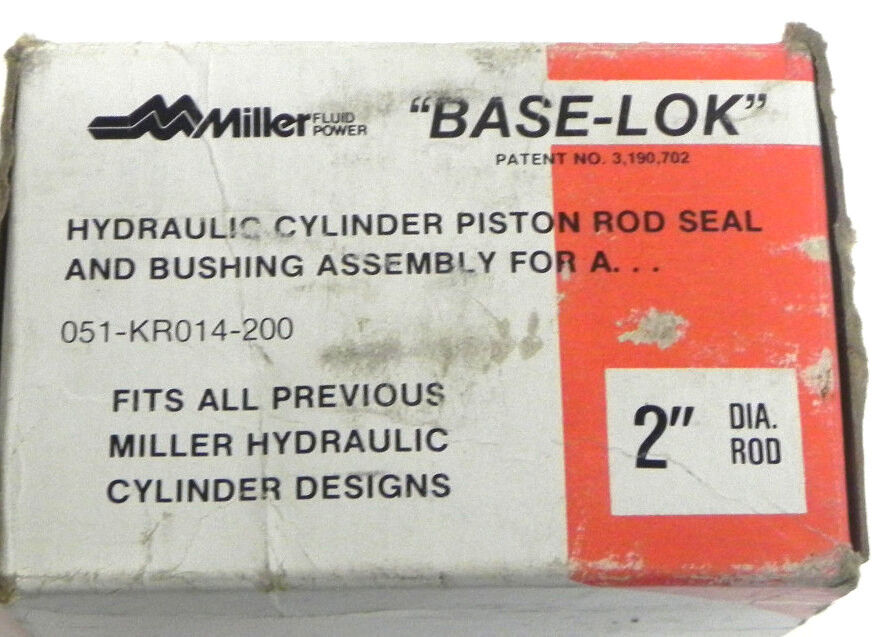 Miller FLUID POWER "BASE-LOK"
PATENT NO. 3,190,702
HYDRAULIC CYLINDER PISTON ROD SEAL
AND BUSHING ASSEMBLY FOR A...
051-KR014-200
FITS ALL PREVIOUS
MILLER HYDRAULIC
CYLINDER DESIGNS
2" DIA. ROD